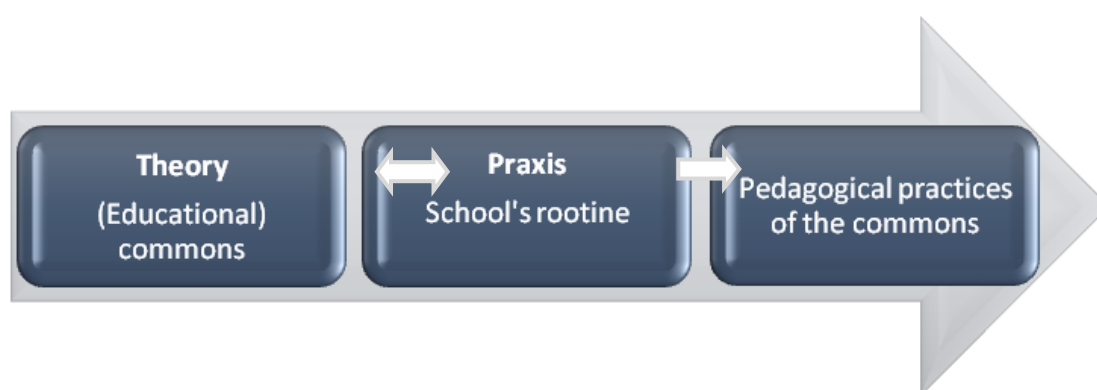 Theory
(Educational)
commons
Praxis
School's rootine
Pedagogical practices
of the commons